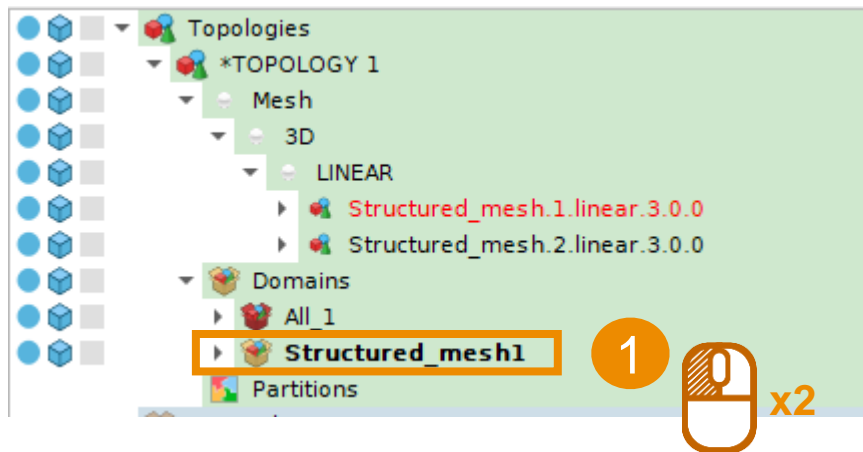 Topologies
*TOPOLOGY 1
Mesh
3D
LINEAR
Structured_mesh.1.linear.3.0.0
Structured_mesh.2.linear.3.0.0
Domains
All_1
Structured_mesh1
1
x2
Partitions